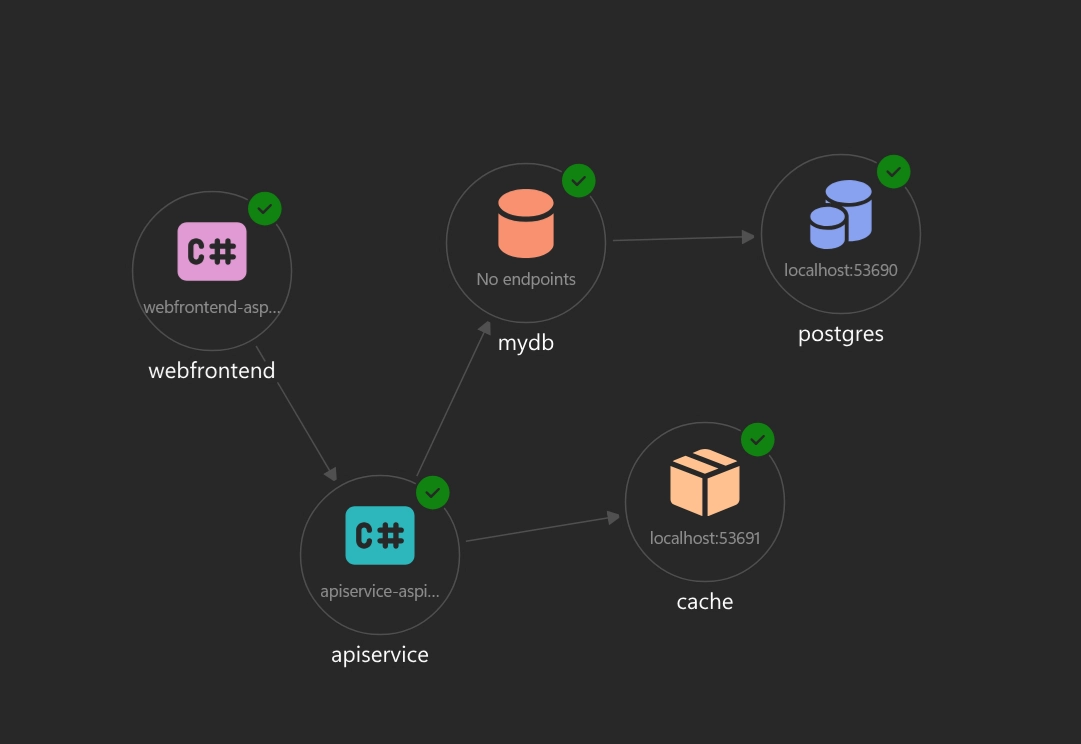 C#
webfrontend-asp...
webfrontend
No endpoints
mydb
localhost:53690
postgres
C#
apiservice-aspi...
apiservice
localhost:53691
cache